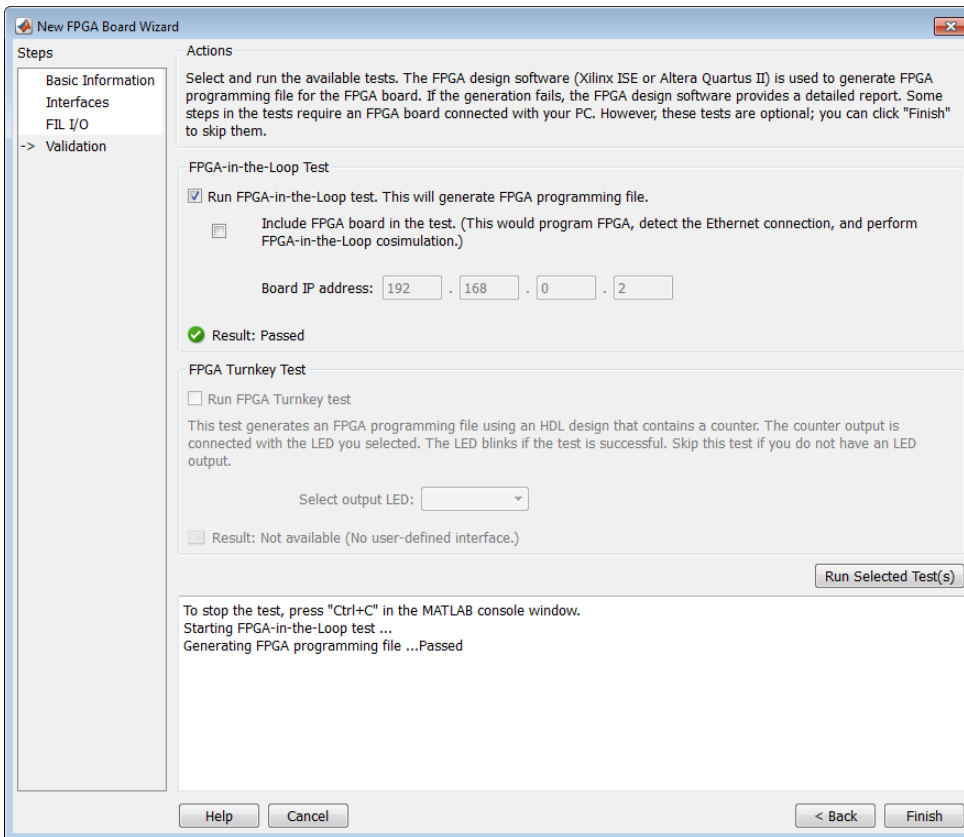 New FPGA Board Wizard
Steps
Basic Information
Interfaces
FIL I/O
-> Validation
Actions
Select and run the available tests. The FPGA design software (Xilinx ISE or Altera Quartus II) is used to generate FPGA
programming file for the FPGA board. If the generation fails, the FPGA design software provides a detailed report. Some
steps in the tests require an FPGA board connected with your PC. However, these tests are optional; you can click "Finish"
to skip them.
FPGA-in-the-Loop Test
Run FPGA-in-the-Loop test. This will generate FPGA programming file.
Include FPGA board in the test. (This would program FPGA, detect the Ethernet connection, and perform
FPGA-in-the-Loop cosimulation.)
Board IP address: 192 . 168 . 0 . 2
Result: Passed
FPGA Turnkey Test
Run FPGA Turnkey test
This test generates an FPGA programming file using an HDL design that contains a counter. The counter output is
connected with the LED you selected. The LED blinks if the test is successful. Skip this test if you do not have an LED
output.
Select output LED:
Result: Not available (No user-defined interface.)
Run Selected Test(s)
To stop the test, press "Ctrl+C" in the MATLAB console window.
Starting FPGA-in-the-Loop test ...
Generating FPGA programming file ...Passed
Help Cancel < Back Finish